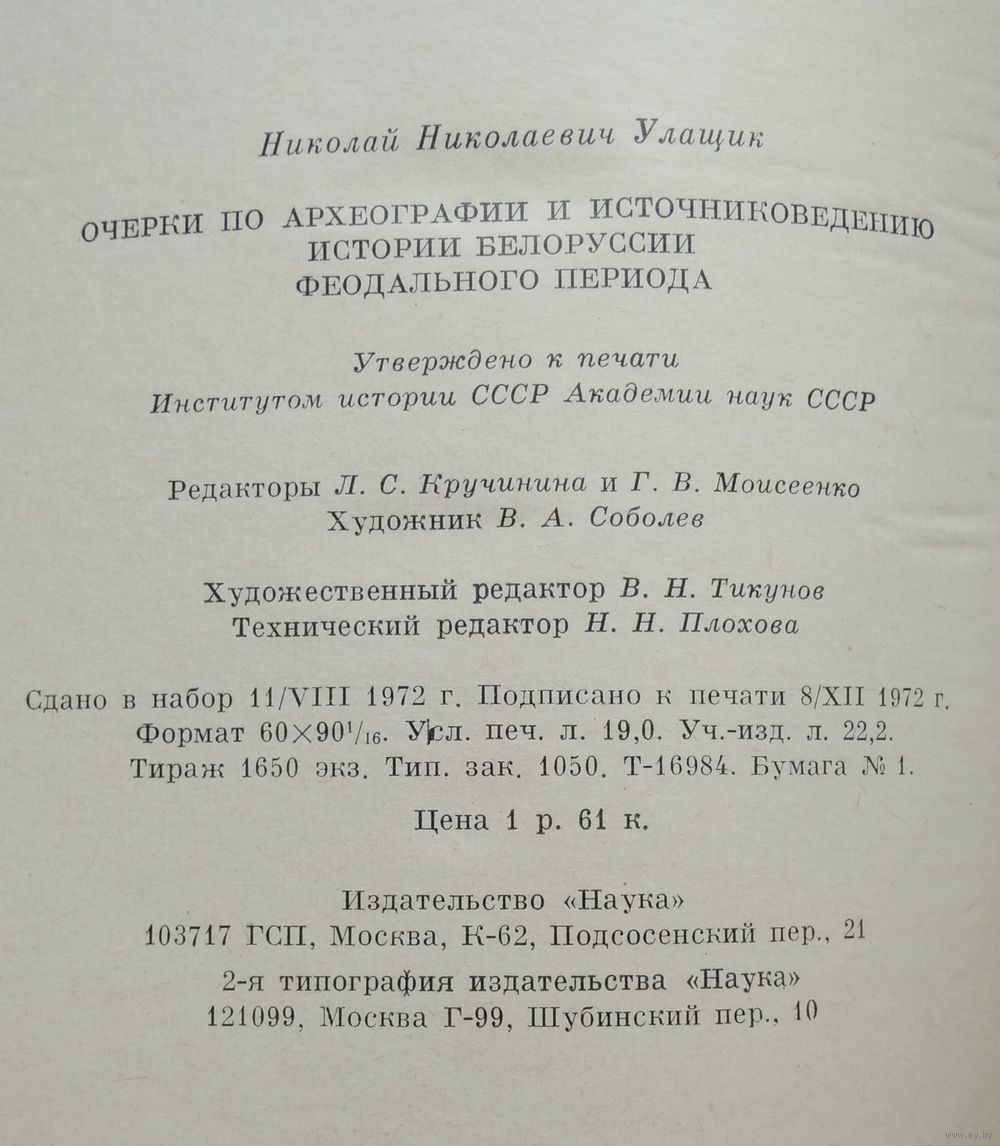 Николай Николаевич Улащик
ОЧЕРКИ ПО АРХЕОГРАФИИ И ИСТОЧНИКОВЕДЕНИЮ
ИСТОРИИ БЕЛОРУССИИ
ФЕОДАЛЬНОГО ПЕРИОДА
Утверждено к печати
Институтом истории СССР Академии наук СССР
Редакторы Л. С. Кручинина и Г. В. Моисеенко
Художник В. А. Соболев
Художественный редактор В. Н. Тикунов
Технический редактор Н. Н. Плохова
Сдано в набор 11/VIII 1972 г. Подписано к печати 8/XII 1972 г.
Формат 60×90¹/₁₆. Усл. печ. л. 19,0. Уч.-изд. л. 22,2.
Тираж 1650 экз. Тип. зак. 1050. Т-16984. Бумага № 1.
Цена 1 р. 61 к.
Издательство «Наука»
103717 ГСП, Москва, К-62, Подсосенский пер., 21
2-я типография издательства «Наука»
121099, Москва Г-99, Шубинский пер., 10
www.ay.by